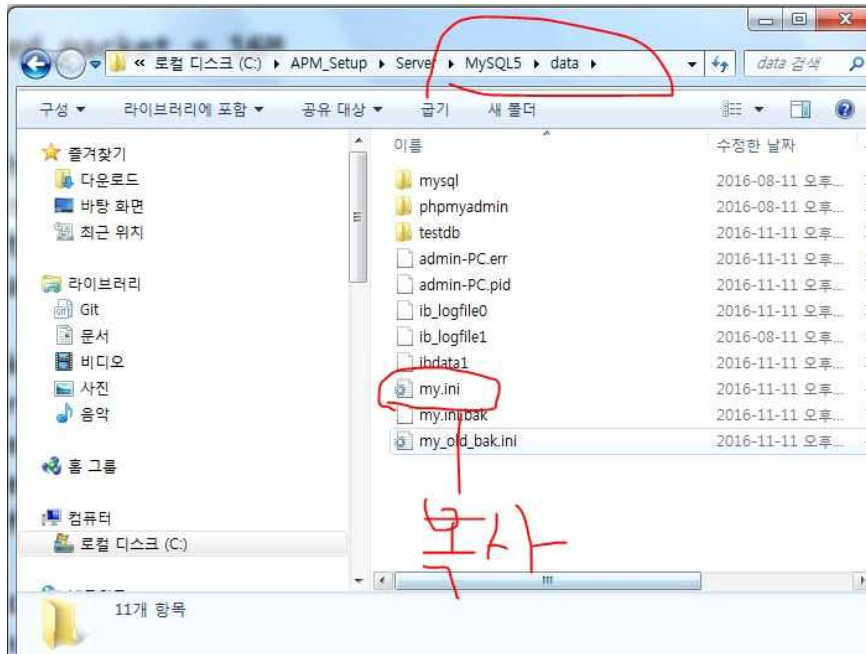 « 로컬 디스크 (C:) ▸ APM_Setup ▸ Server ▸ MySQL5 ▸ data ▸
data 검색
구성 ▼ 라이브러리에 포함 ▼ 공유 대상 ▼ 굽기 새 폴더
이름 수정한 날짜
즐겨찾기
다운로드
바탕 화면
최근 위치
라이브러리
Git
문서
비디오
사진
음악
홈 그룹
컴퓨터
로컬 디스크 (C:)
mysql 2016-08-11 오후...
phpmyadmin 2016-08-11 오후...
testdb 2016-11-11 오후...
admin-PC.err 2016-11-11 오후...
admin-PC.pid 2016-11-11 오후...
ib_logfile0 2016-11-11 오후...
ib_logfile1 2016-08-11 오후...
ibdata1 2016-11-11 오후...
my.ini 2016-11-11 오후...
my.ini.bak 2016-11-11 오후...
my_old_bak.ini 2016-11-11 오후...
복사
11개 항목